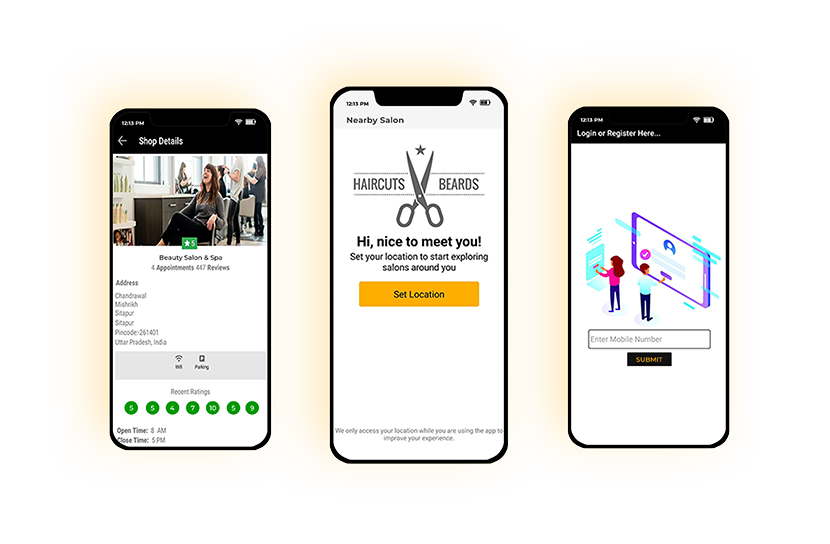 12:13 PM
Shop Details
5
Beauty Salon & Spa
4 Appointments 447 Reviews
Address
Chandrawal
Mishrikh
Sitapur
Sitapur
Pincode:-261401
Uttar Pradesh, India
Wifi Parking
Recent Ratings
5 5 4 7 10 5 9
Open Time: 8 AM
Close Time: 5 PM
12:13 PM
Nearby Salon
HAIRCUTS BEARDS
Hi, nice to meet you!
Set your location to start exploring
salons around you
Set Location
We only access your location while you are using the app to
improve your experience.
12:13 PM
Login or Register Here...
Enter Mobile Number
SUBMIT